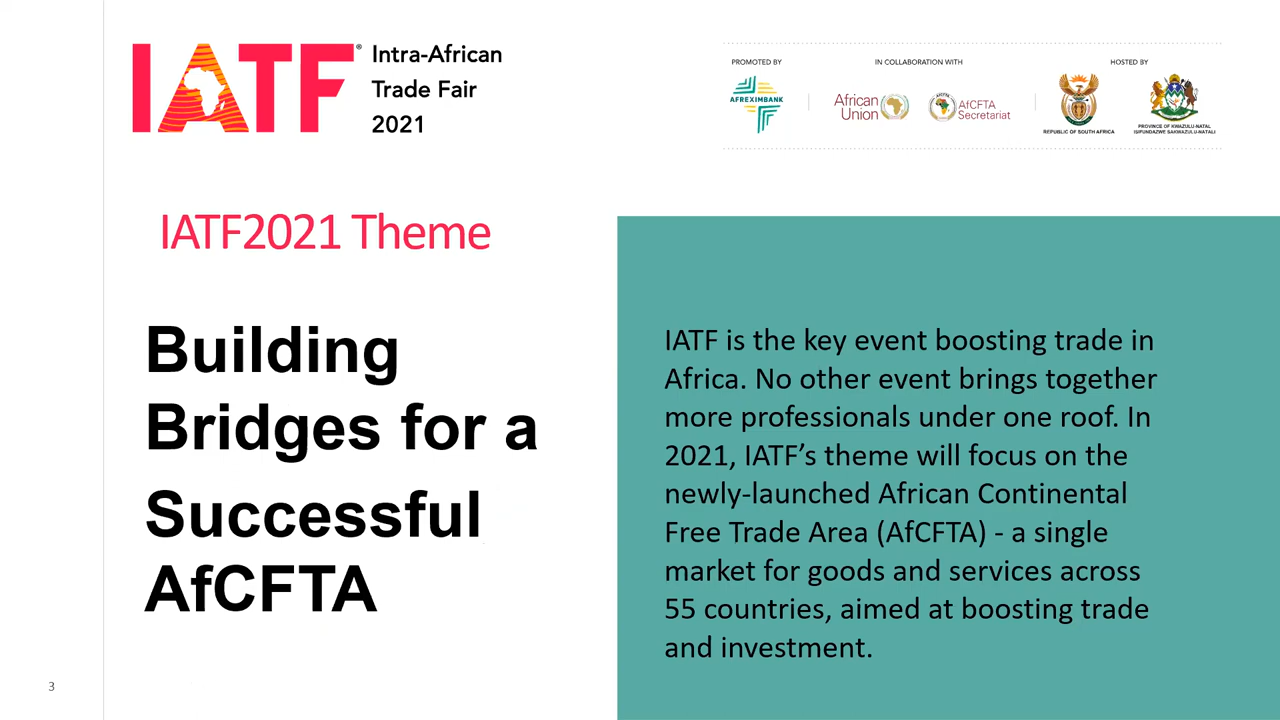 IATF®
Intra-African
Trade Fair
2021
PROMOTED BY
AFREXIMBANK
IN COLLABORATION WITH
African
Union
AfCFTA
Secretariat
HOSTED BY
REPUBLIC OF SOUTH AFRICA
PROVINCE OF KWAZULU-NATAL
ISIFUNDAZWE SAKWAZULU-NATALI
IATF2021 Theme
Building
Bridges for a
Successful
AfCFTA
IATF is the key event boosting trade in
Africa. No other event brings together
more professionals under one roof. In
2021, IATF’s theme will focus on the
newly-launched African Continental
Free Trade Area (AfCFTA) - a single
market for goods and services across
55 countries, aimed at boosting trade
and investment.
3